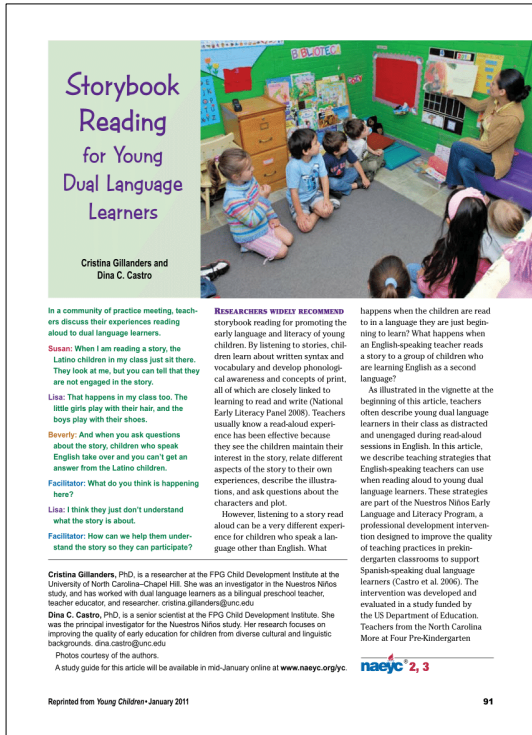 BIBLIOTEC
Storybook
Reading
for Young
Dual Language
Learners
Cristina Gillanders and
Dina C. Castro
In a community of practice meeting, teach-
ers discuss their experiences reading
aloud to dual language learners.
Susan: When I am reading a story, the
Latino children in my class just sit there.
They look at me, but you can tell that they
are not engaged in the story.
Lisa: That happens in my class too. The
little girls play with their hair, and the
boys play with their shoes.
Beverly: And when you ask questions
about the story, children who speak
English take over and you can't get an
answer from the Latino children.
Facilitator: What do you think is happening
here?
Lisa: I think they just don't understand
what the story is about.
Facilitator: How can we help them under-
stand the story so they can participate?
RESEARCHERS WIDELY RECOMMEND
storybook reading for promoting the
early language and literacy of young
children. By listening to stories, chil-
dren learn about written syntax and
vocabulary and develop phonologi-
cal awareness and concepts of print,
all of which are closely linked to
learning to read and write (National
Early Literacy Panel 2008). Teachers
usually know a read-aloud experi-
ence has been effective because
they see the children maintain their
interest in the story, relate different
aspects of the story to their own
experiences, describe the illustra-
tions, and ask questions about the
characters and plot.
However, listening to a story read
aloud can be a very different experi-
ence for children who speak a lan-
guage other than English. What
happens when the children are read
to in a language they are just begin-
ning to learn? What happens when
an English-speaking teacher reads
a story to a group of children who
are learning English as a second
language?
As illustrated in the vignette at the
beginning of this article, teachers
often describe young dual language
learners in their class as distracted
and unengaged during read-aloud
sessions in English. In this article,
we describe teaching strategies that
English-speaking teachers can use
when reading aloud to young dual
language learners. These strategies
are part of the Nuestros Niños Early
Language and Literacy Program, a
professional development interven-
tion designed to improve the quality
of teaching practices in prekin-
dergarten classrooms to support
Spanish-speaking dual language
learners (Castro et al. 2006). The
intervention was developed and
evaluated in a study funded by
the US Department of Education.
Teachers from the North Carolina
More at Four Pre-Kindergarten
Cristina Gillanders, PhD, is a researcher at the FPG Child Development Institute at the
University of North Carolina–Chapel Hill. She was an investigator in the Nuestros Niños
study, and has worked with dual language learners as a bilingual preschool teacher,
teacher educator, and researcher. cristina.gillanders@unc.edu
Dina C. Castro, PhD, is a senior scientist at the FPG Child Development Institute. She
was the principal investigator for the Nuestros Niños study. Her research focuses on
improving the quality of early education for children from diverse cultural and linguistic
backgrounds. dina.castro@unc.edu
Photos courtesy of the authors.
A study guide for this article will be available in mid-January online at www.naeyc.org/yc.
naeyc® 2, 3
Reprinted from Young Children • January 2011
91